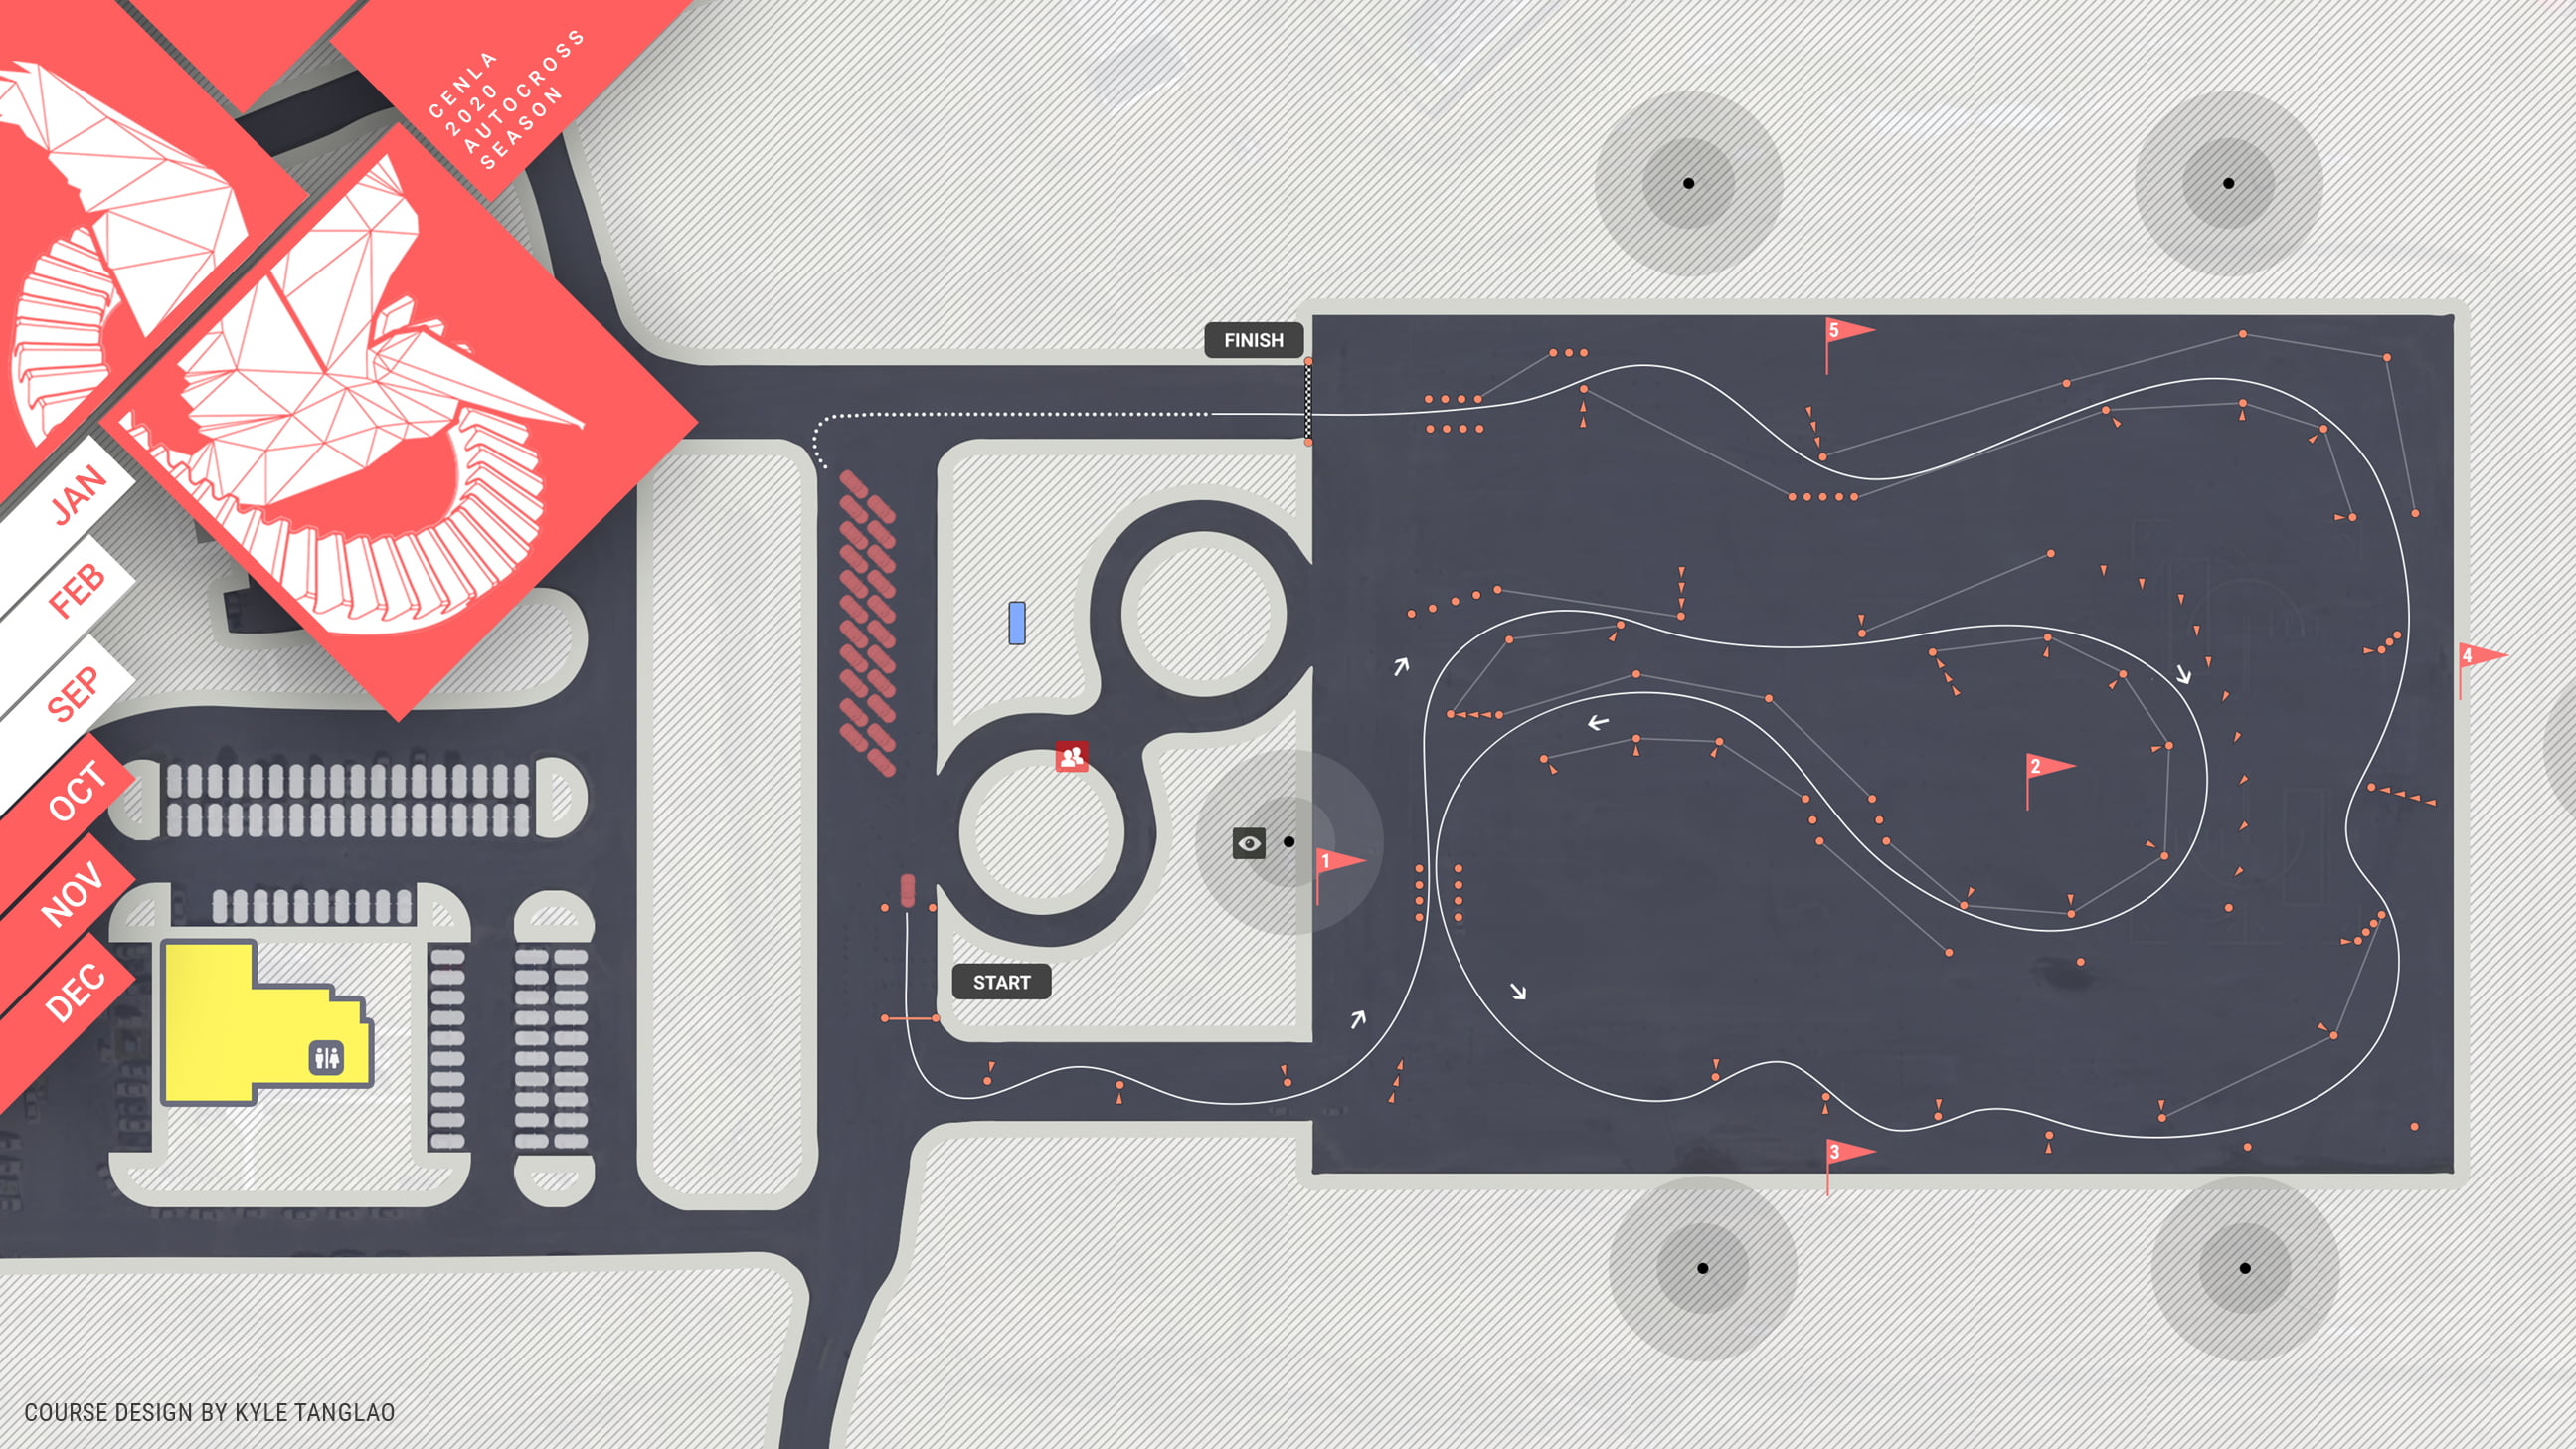 CENLA
2020
AUTOCROSS
SEASON
JAN
FEB
SEP
OCT
NOV
DEC
FINISH
START
1
2
3
4
5
COURSE DESIGN BY KYLE TANGLAO